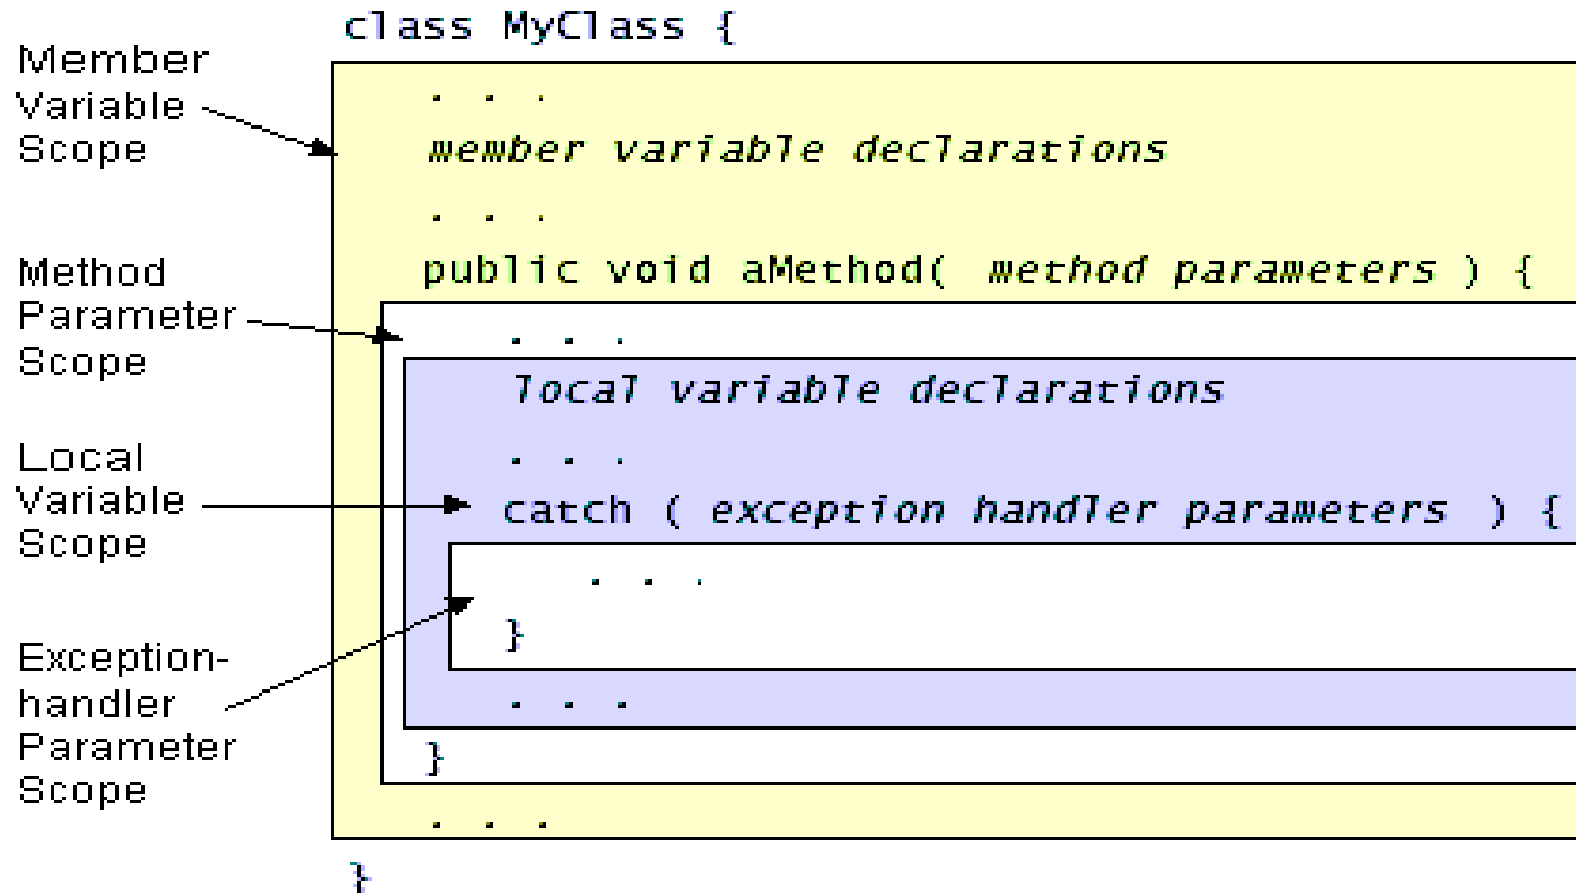 class MyClass {
Member
Variable
Scope
. . .
member variable declarations
. . .
Method
Parameter
Scope
public void aMethod( method parameters ) {
. . .
local variable declarations
. . .
Local
Variable
Scope
catch ( exception handler parameters ) {
. . .
}
Exception-
handler
Parameter
Scope
. . .
}
. . .
}